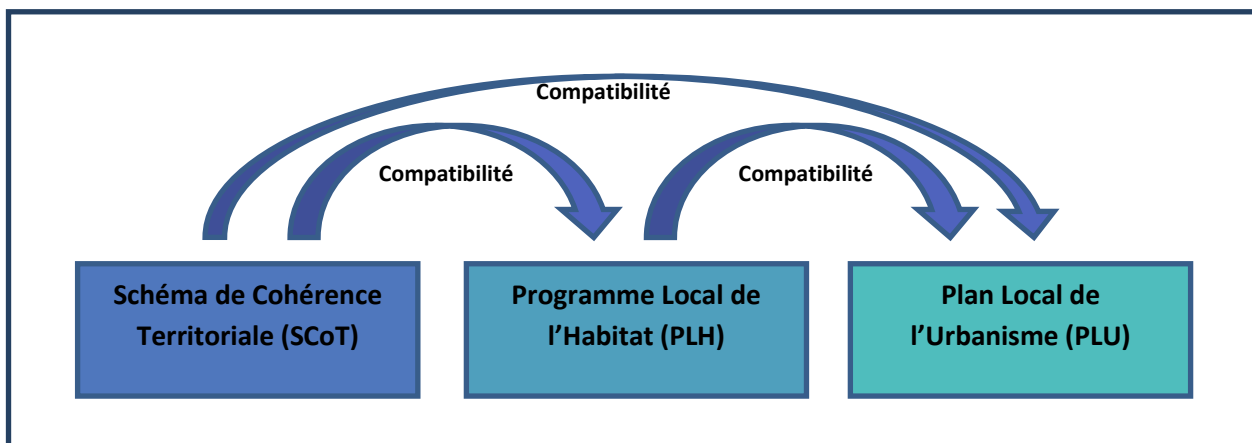 Compatibilité
Compatibilité
Compatibilité
Schéma de Cohérence
Territoriale (SCoT)
Programme Local de
l’Habitat (PLH)
Plan Local de
l’Urbanisme (PLU)